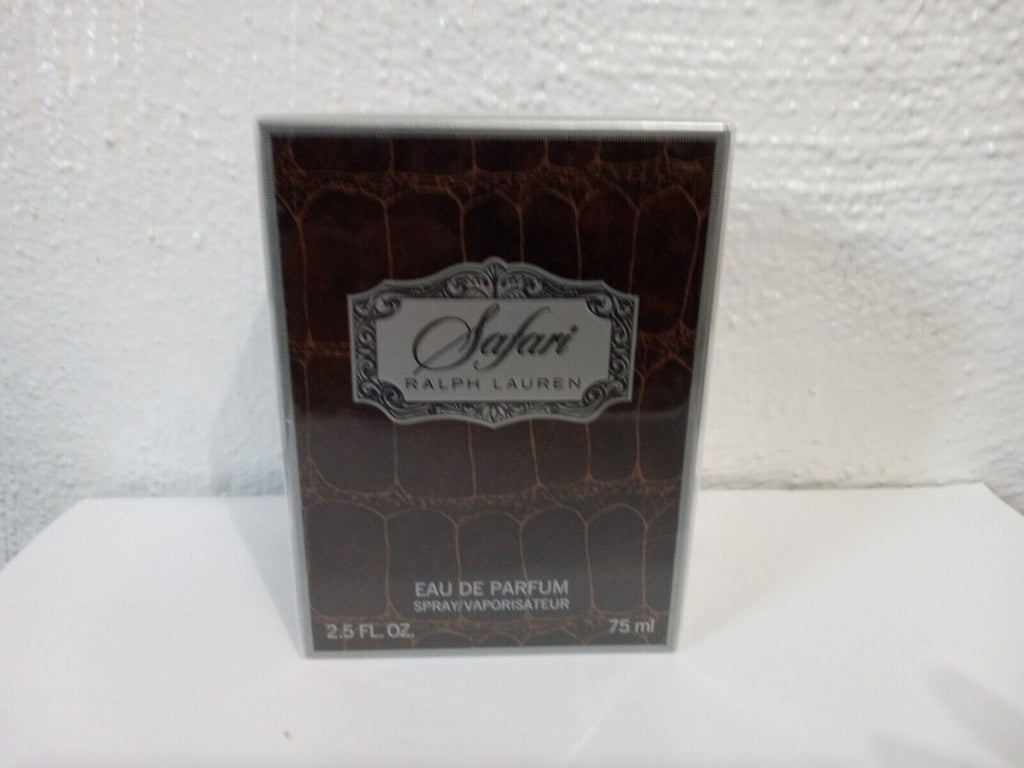 Safari
RALPH LAUREN
EAU DE PARFUM
SPRAY/VAPORISATEUR
2.5 FL. OZ. 75 ml